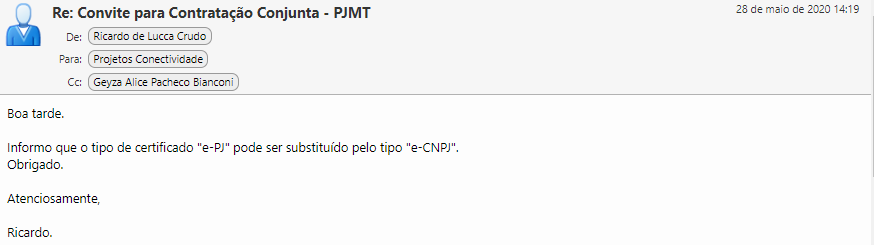 Re: Convite para Contratação Conjunta - PJMT
28 de maio de 2020 14:19
De: Ricardo de Lucca Crudo
Para: Projetos Conectividade
Cc: Geyza Alice Pacheco Bianconi
Boa tarde.
Informo que o tipo de certificado "e-PJ" pode ser substituído pelo tipo "e-CNPJ".
Obrigado.
Atenciosamente,
Ricardo.